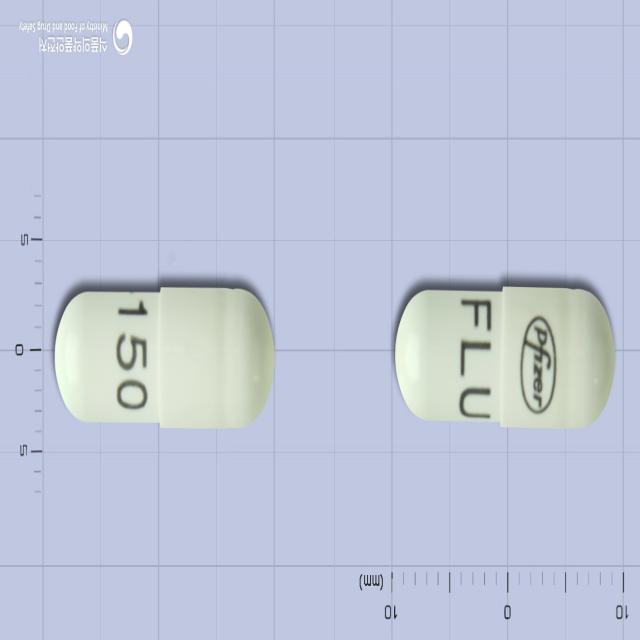 식품의약품안전처
Ministry of Food and Drug Safety
150
FLU
Pfizer
5
0
5
(mm)
10
0
10